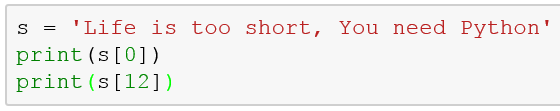 s = 'Life is too short, You need Python'
print(s[0])
print(s[12])